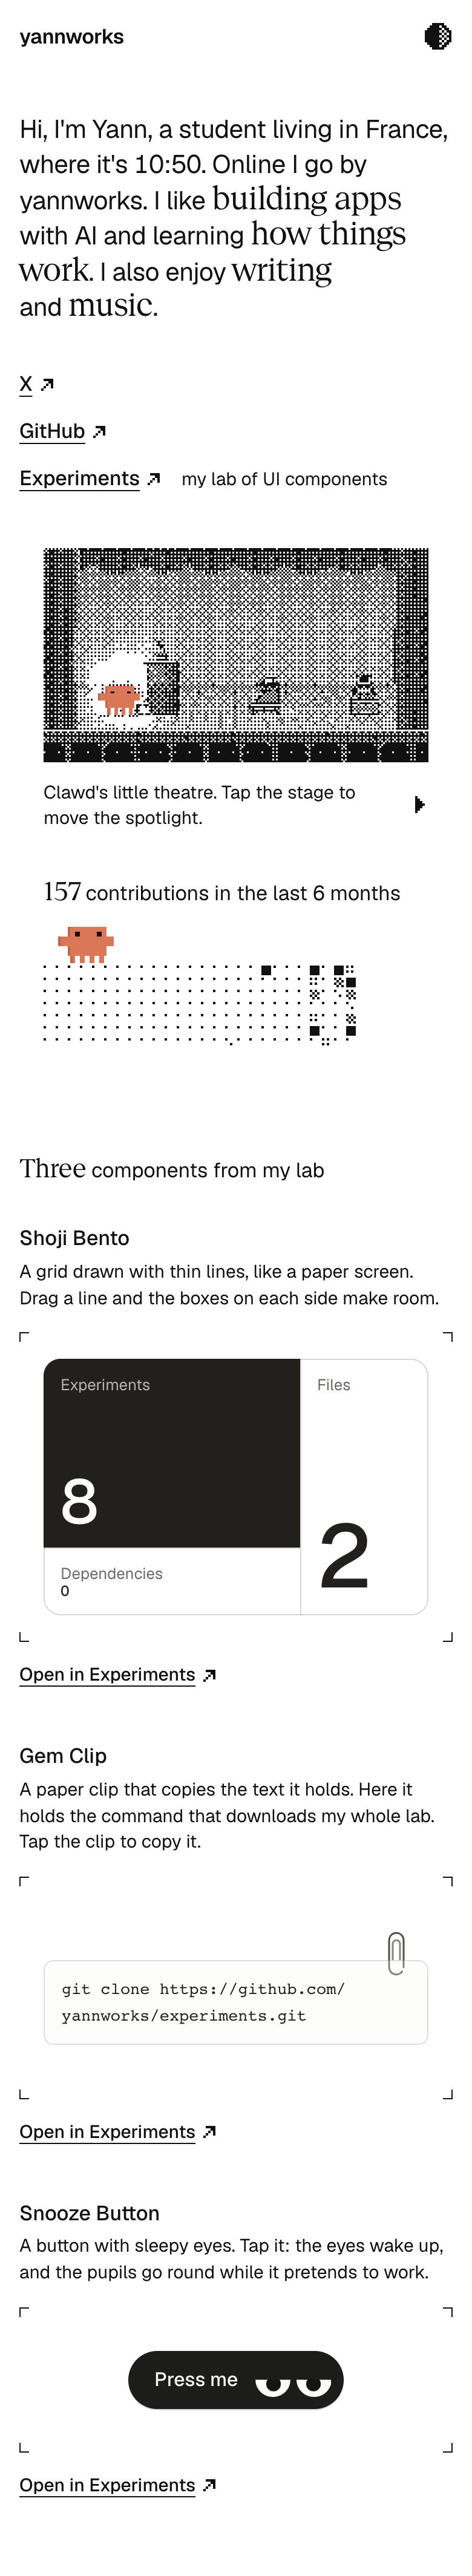 yannworks
Hi, I'm Yann, a student living in France,
where it's 10:50. Online I go by
yannworks. I like building apps
with AI and learning how things
work. I also enjoy writing
and music.
X
GitHub
Experiments my lab of UI components
Clawd's little theatre. Tap the stage to
move the spotlight.
157 contributions in the last 6 months
Three components from my lab
Shoji Bento
A grid drawn with thin lines, like a paper screen.
Drag a line and the boxes on each side make room.
Experiments
Files
8
2
Dependencies
0
Open in Experiments
Gem Clip
A paper clip that copies the text it holds. Here it
holds the command that downloads my whole lab.
Tap the clip to copy it.
git clone https://github.com/
yannworks/experiments.git
Open in Experiments
Snooze Button
A button with sleepy eyes. Tap it: the eyes wake up,
and the pupils go round while it pretends to work.
Press me
Open in Experiments